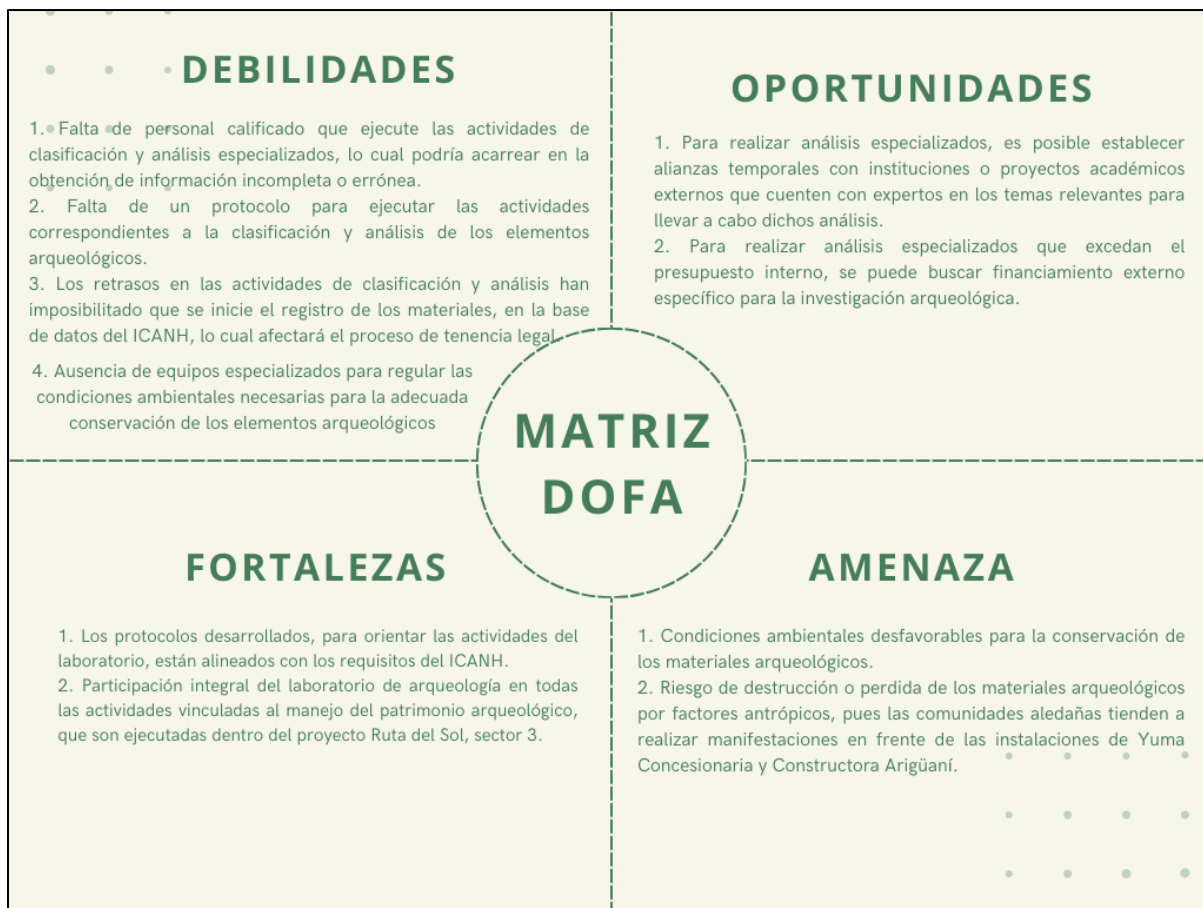 DEBILIDADES
1. Falta de personal calificado que ejecute las actividades de
clasificación y análisis especializados, lo cual podría acarrear en la
obtención de información incompleta o errónea.
2. Falta de un protocolo para ejecutar las actividades
correspondientes a la clasificación y análisis de los elementos
arqueológicos.
3. Los retrasos en las actividades de clasificación y análisis han
imposibilitado que se inicie el registro de los materiales, en la base
de datos del ICANH, lo cual afectará el proceso de tenencia legal.
4. Ausencia de equipos especializados para regular las
condiciones ambientales necesarias para la adecuada
conservación de los elementos arqueológicos
OPORTUNIDADES
1. Para realizar análisis especializados, es posible establecer
alianzas temporales con instituciones o proyectos académicos
externos que cuenten con expertos en los temas relevantes para
llevar a cabo dichos análisis.
2. Para realizar análisis especializados que excedan el
presupuesto interno, se puede buscar financiamiento externo
específico para la investigación arqueológica.
MATRIZ
DOFA
FORTALEZAS
1. Los protocolos desarrollados, para orientar las actividades del
laboratorio, están alineados con los requisitos del ICANH.
2. Participación integral del laboratorio de arqueología en todas
las actividades vinculadas al manejo del patrimonio arqueológico,
que son ejecutadas dentro del proyecto Ruta del Sol, sector 3.
AMENAZA
1. Condiciones ambientales desfavorables para la conservación de
los materiales arqueológicos.
2. Riesgo de destrucción o perdida de los materiales arqueológicos
por factores antrópicos, pues las comunidades aledañas tienden a
realizar manifestaciones en frente de las instalaciones de Yuma
Concesionaria y Constructora Arigüaní.